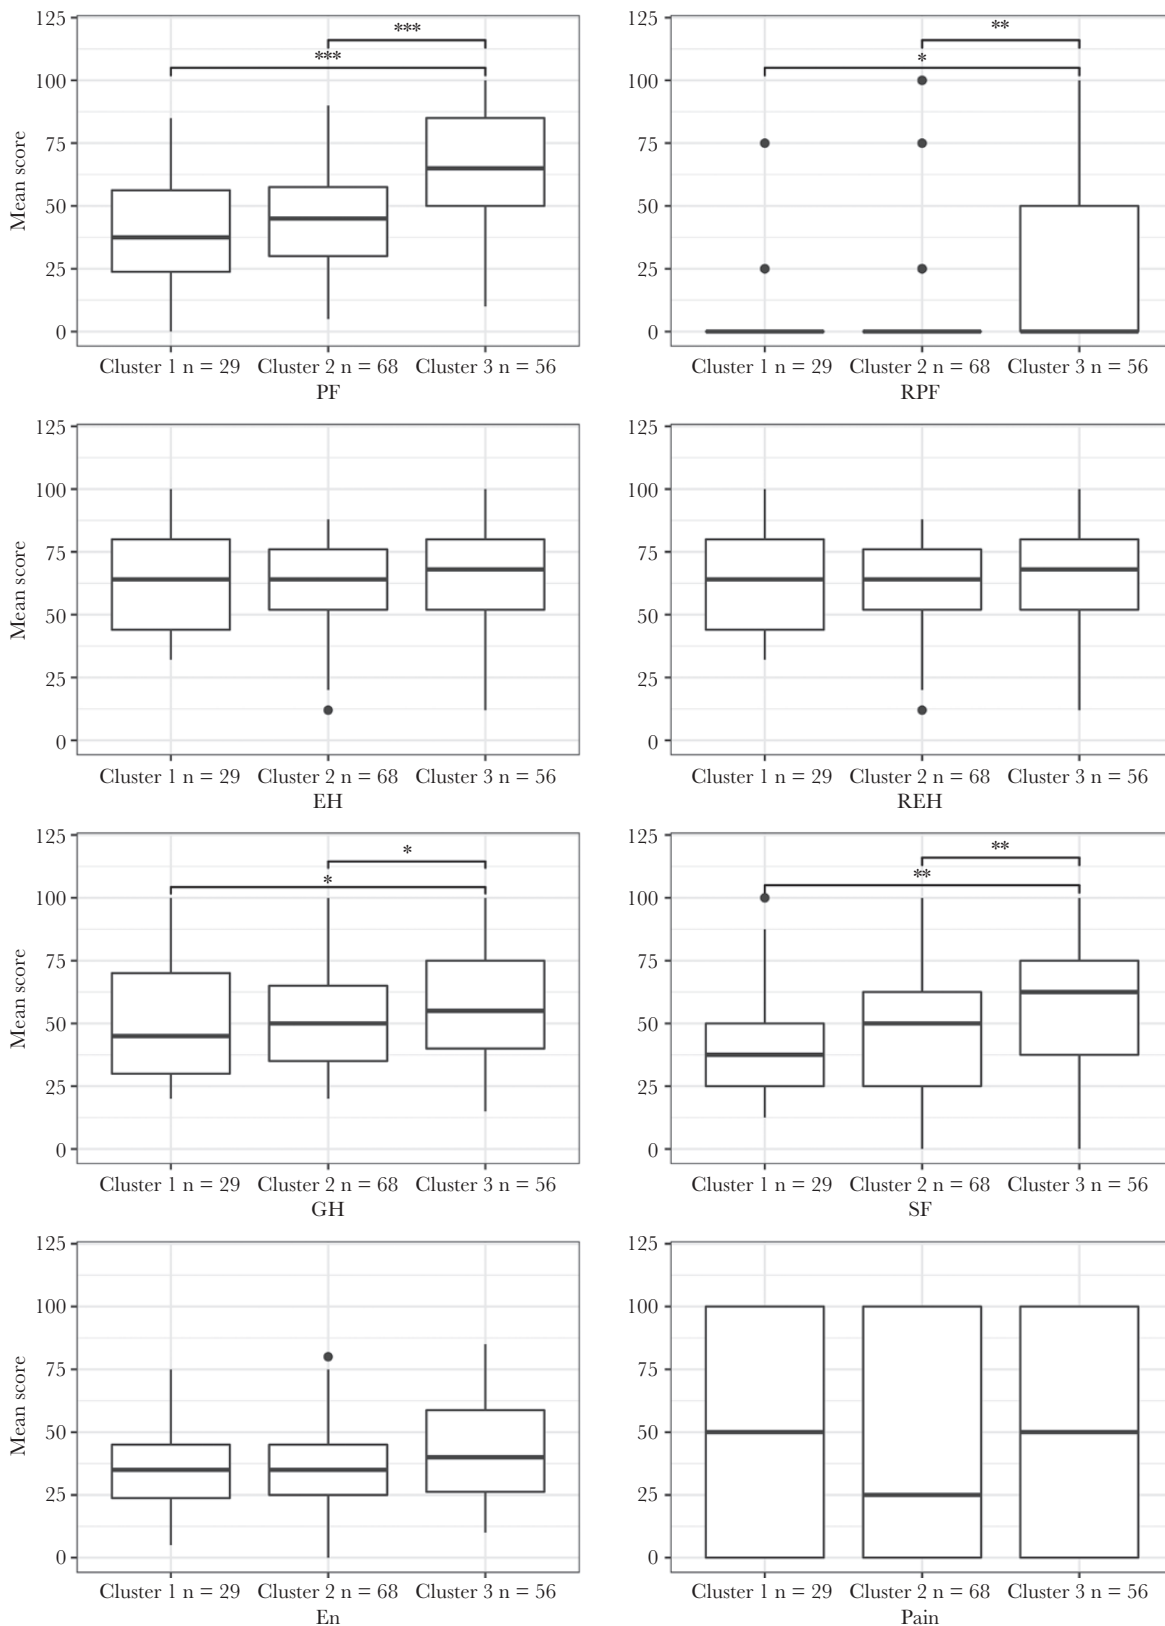 125
100
75
50
25
0
Mean score
***
***
Cluster 1 n = 29
Cluster 2 n = 68
Cluster 3 n = 56
PF
125
100
75
50
25
0
**
*
Cluster 1 n = 29
Cluster 2 n = 68
Cluster 3 n = 56
RPF
125
100
75
50
25
0
Mean score
Cluster 1 n = 29
Cluster 2 n = 68
Cluster 3 n = 56
EH
125
100
75
50
25
0
Cluster 1 n = 29
Cluster 2 n = 68
Cluster 3 n = 56
REH
125
100
75
50
25
0
Mean score
*
*
Cluster 1 n = 29
Cluster 2 n = 68
Cluster 3 n = 56
GH
125
100
75
50
25
0
**
**
Cluster 1 n = 29
Cluster 2 n = 68
Cluster 3 n = 56
SF
125
100
75
50
25
0
Mean score
Cluster 1 n = 29
Cluster 2 n = 68
Cluster 3 n = 56
En
125
100
75
50
25
0
Cluster 1 n = 29
Cluster 2 n = 68
Cluster 3 n = 56
Pain